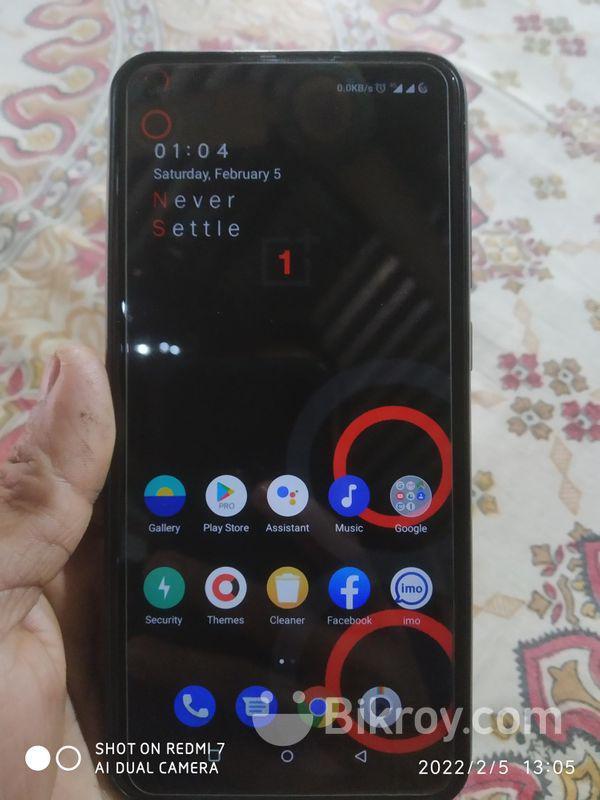 0.0KB/s
01:04
Saturday, February 5
Never
Settle
1
Gallery
Play Store
Assistant
Music
Google
PRO
Security
Themes
Cleaner
Facebook
imo
imo
Bikroy.com
SHOT ON REDMI 7
AI DUAL CAMERA
2022/2/5 13:05